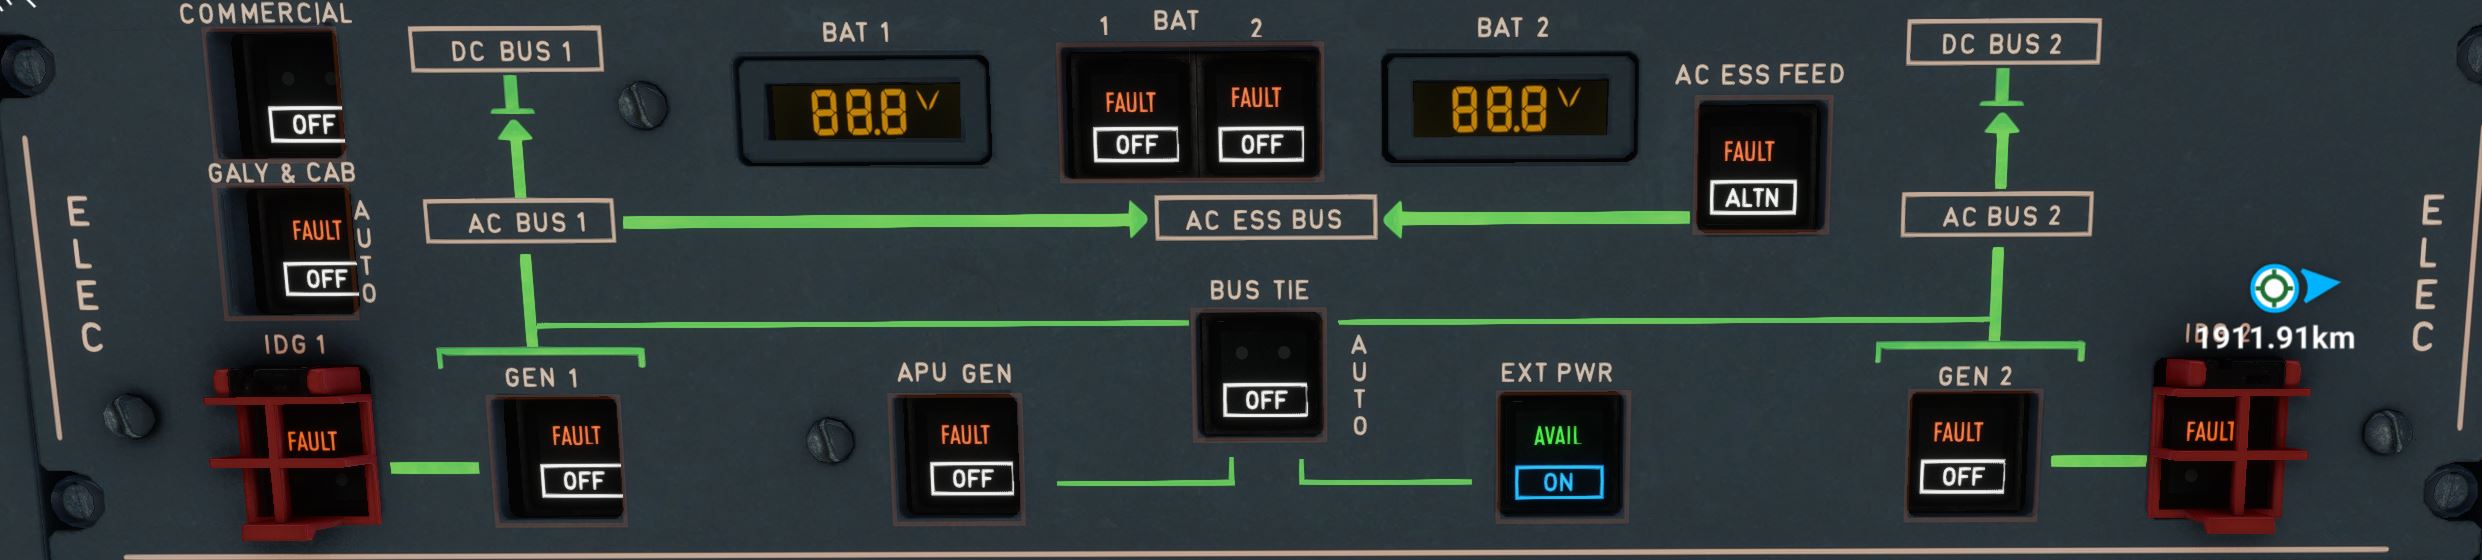 COMMERCIAL
OFF
GALY & CAB
FAULT
OFF
AUTO
ELEC
IDG 1
FAULT
DC BUS 1
AC BUS 1
GEN 1
FAULT
OFF
BAT 1
88.8 V
1 BAT 2
FAULT FAULT
OFF OFF
BAT 2
88.8 V
AC ESS FEED
FAULT
ALTN
AC ESS BUS
BUS TIE
OFF
AUTO
APU GEN
FAULT
OFF
EXT PWR
AVAIL
ON
DC BUS 2
AC BUS 2
GEN 2
FAULT
OFF
1911.91km
FAULT
ELEC